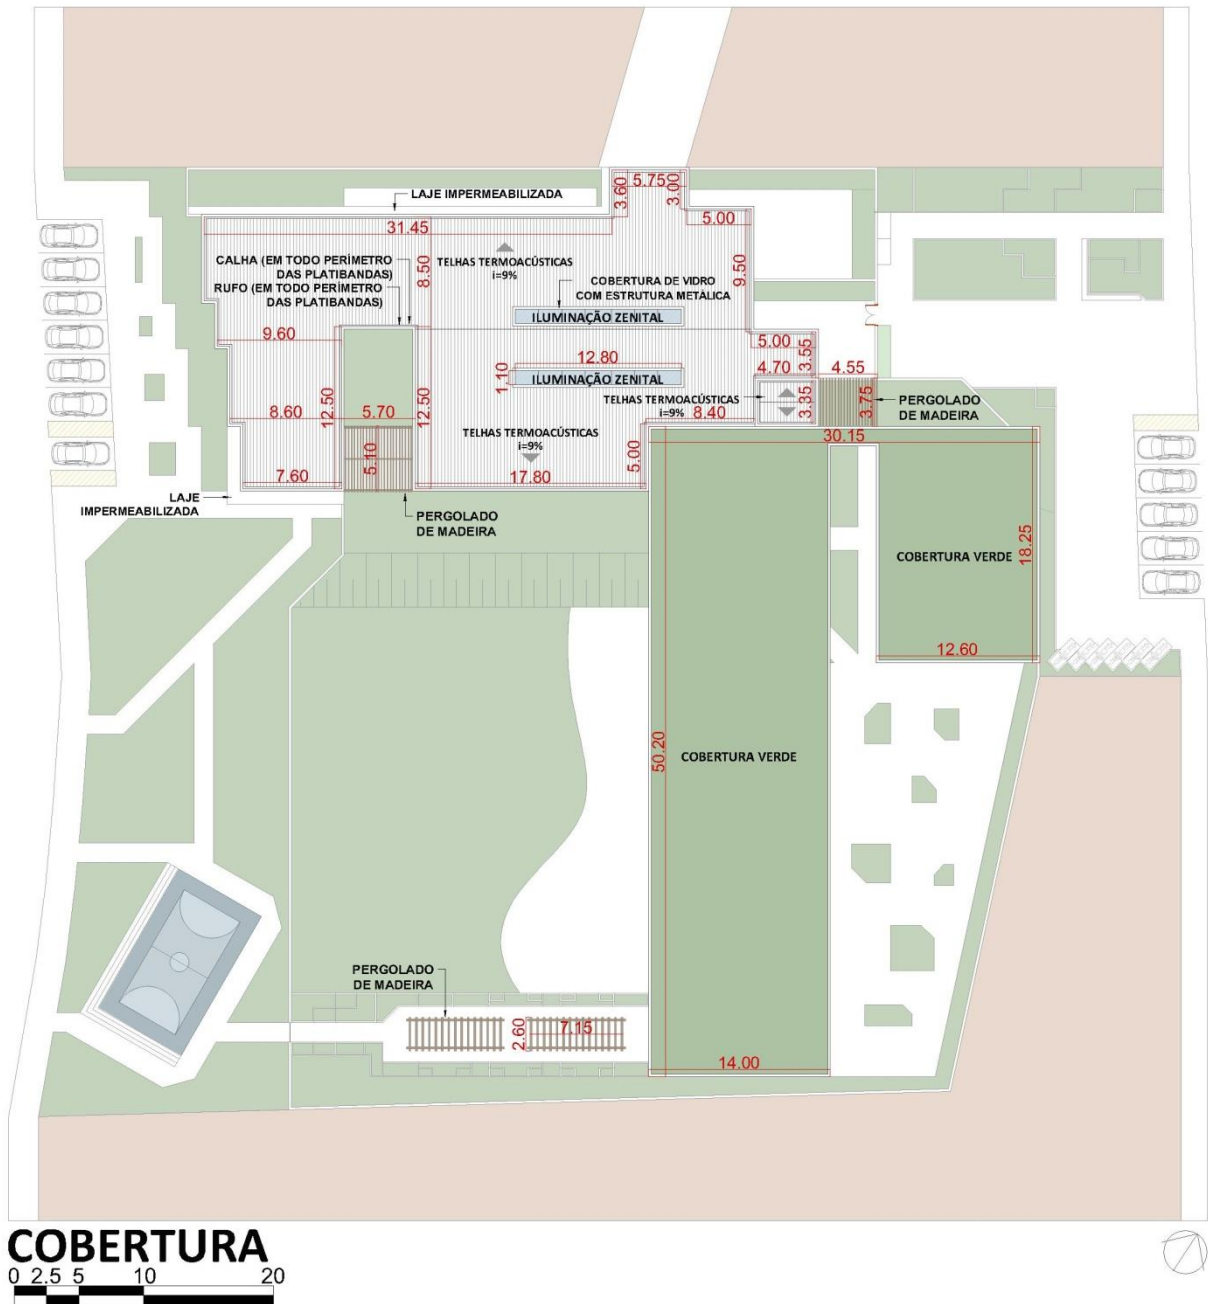 5.75
3.60
3.00
LAJE IMPERMEABILIZADA
5.00
31.45
CALHA (EM TODO PERÍMETRO
DAS PLATIBANDAS)
RUFO (EM TODO PERÍMETRO
DAS PLATIBANDAS)
8.50
TELHAS TERMOACÚSTICAS
i=9%
COBERTURA DE VIDRO
COM ESTRUTURA METÁLICA
9.50
ILUMINAÇÃO ZENITAL
9.60
5.00
3.55
12.80
1.10
ILUMINAÇÃO ZENITAL
4.70
4.55
TELHAS TERMOACÚSTICAS
i=9%
3.35
3.75
PERGOLADO
DE MADEIRA
8.60
12.50
5.70
12.50
8.40
TELHAS TERMOACÚSTICAS
i=9%
30.15
5.10
5.00
7.60
17.80
LAJE
IMPERMEABILIZADA
PERGOLADO
DE MADEIRA
COBERTURA VERDE
18.25
12.60
50.20
COBERTURA VERDE
PERGOLADO
DE MADEIRA
2.60
7.15
14.00
COBERTURA
0 2.5 5 10 20